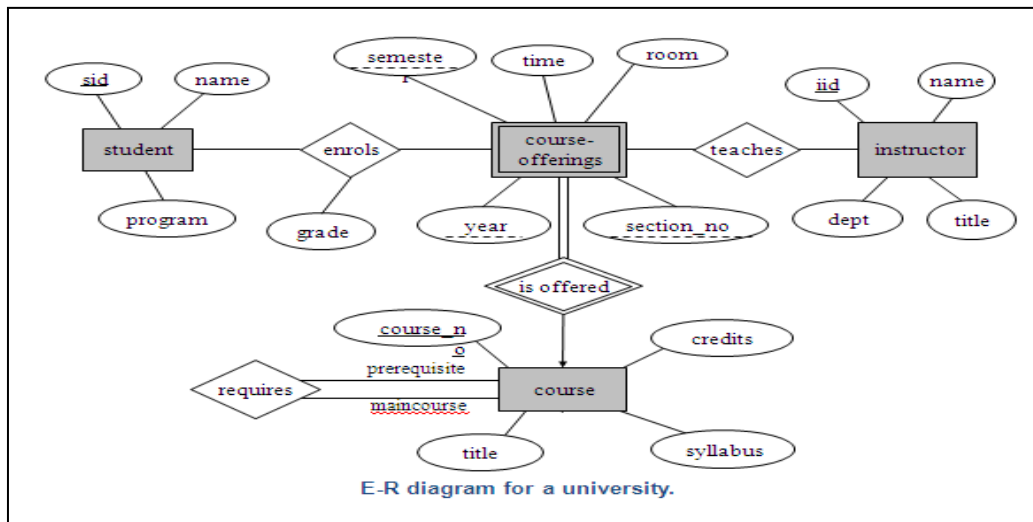 semeste
r
time
room
sid
name
iid
name
student
enrols
course-
offerings
teaches
instructor
program
grade
year
section_no
dept
title
is offered
course_n
o
credits
prerequisite
requires
course
maincourse
title
syllabus
E-R diagram for a university.